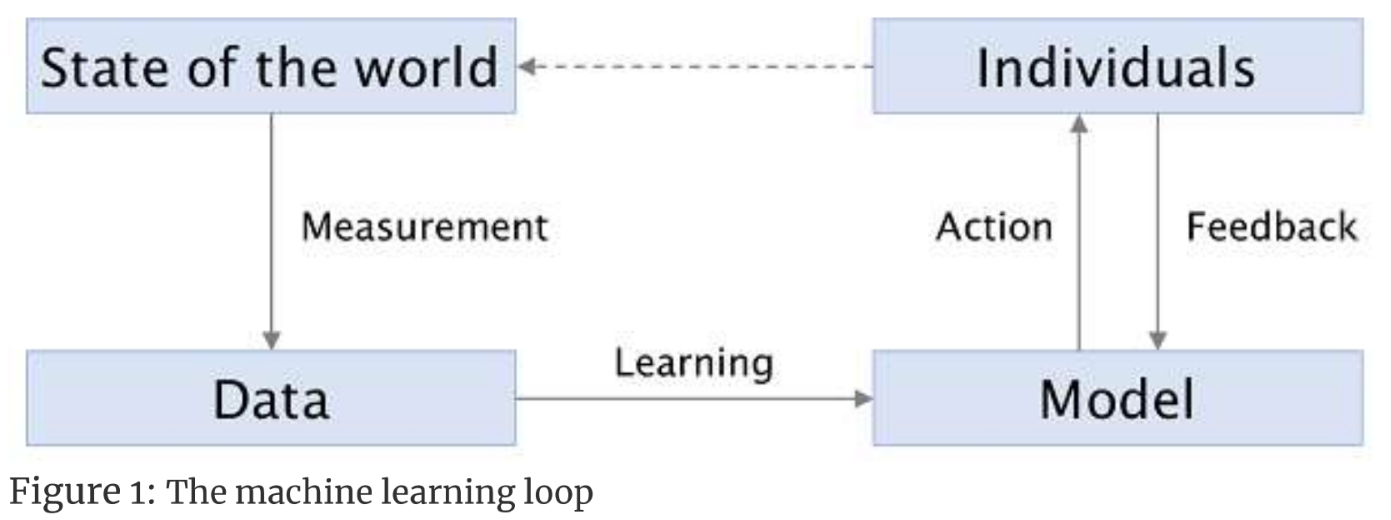 State of the world
Individuals
Measurement
Action
Feedback
Learning
Data
Model
Figure 1: The machine learning loop